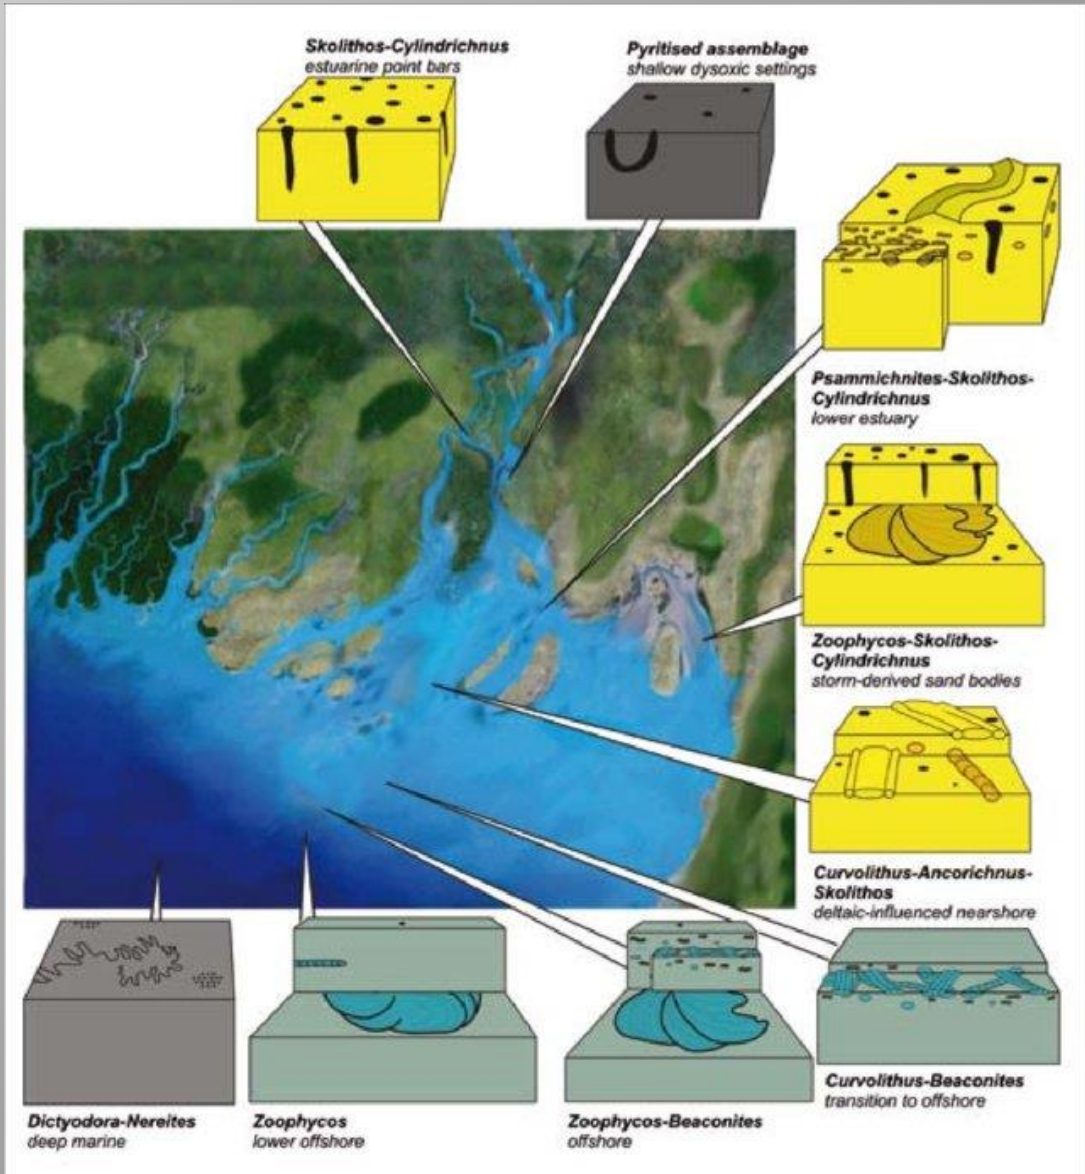 Skolithos-Cylindrichnus
estuarine point bars
Pyritised assemblage
shallow dysoxic settings
Psammichnites-Skolithos-
Cylindrichnus
lower estuary
Zoophycos-Skolithos-
Cylindrichnus
storm-derived sand bodies
Curvolithus-Ancorichnus-
Skolithos
deltaic-influenced nearshore
Curvolithus-Beaconites
transition to offshore
Dictyodora-Nereites
deep marine
Zoophycos
lower offshore
Zoophycos-Beaconites
offshore